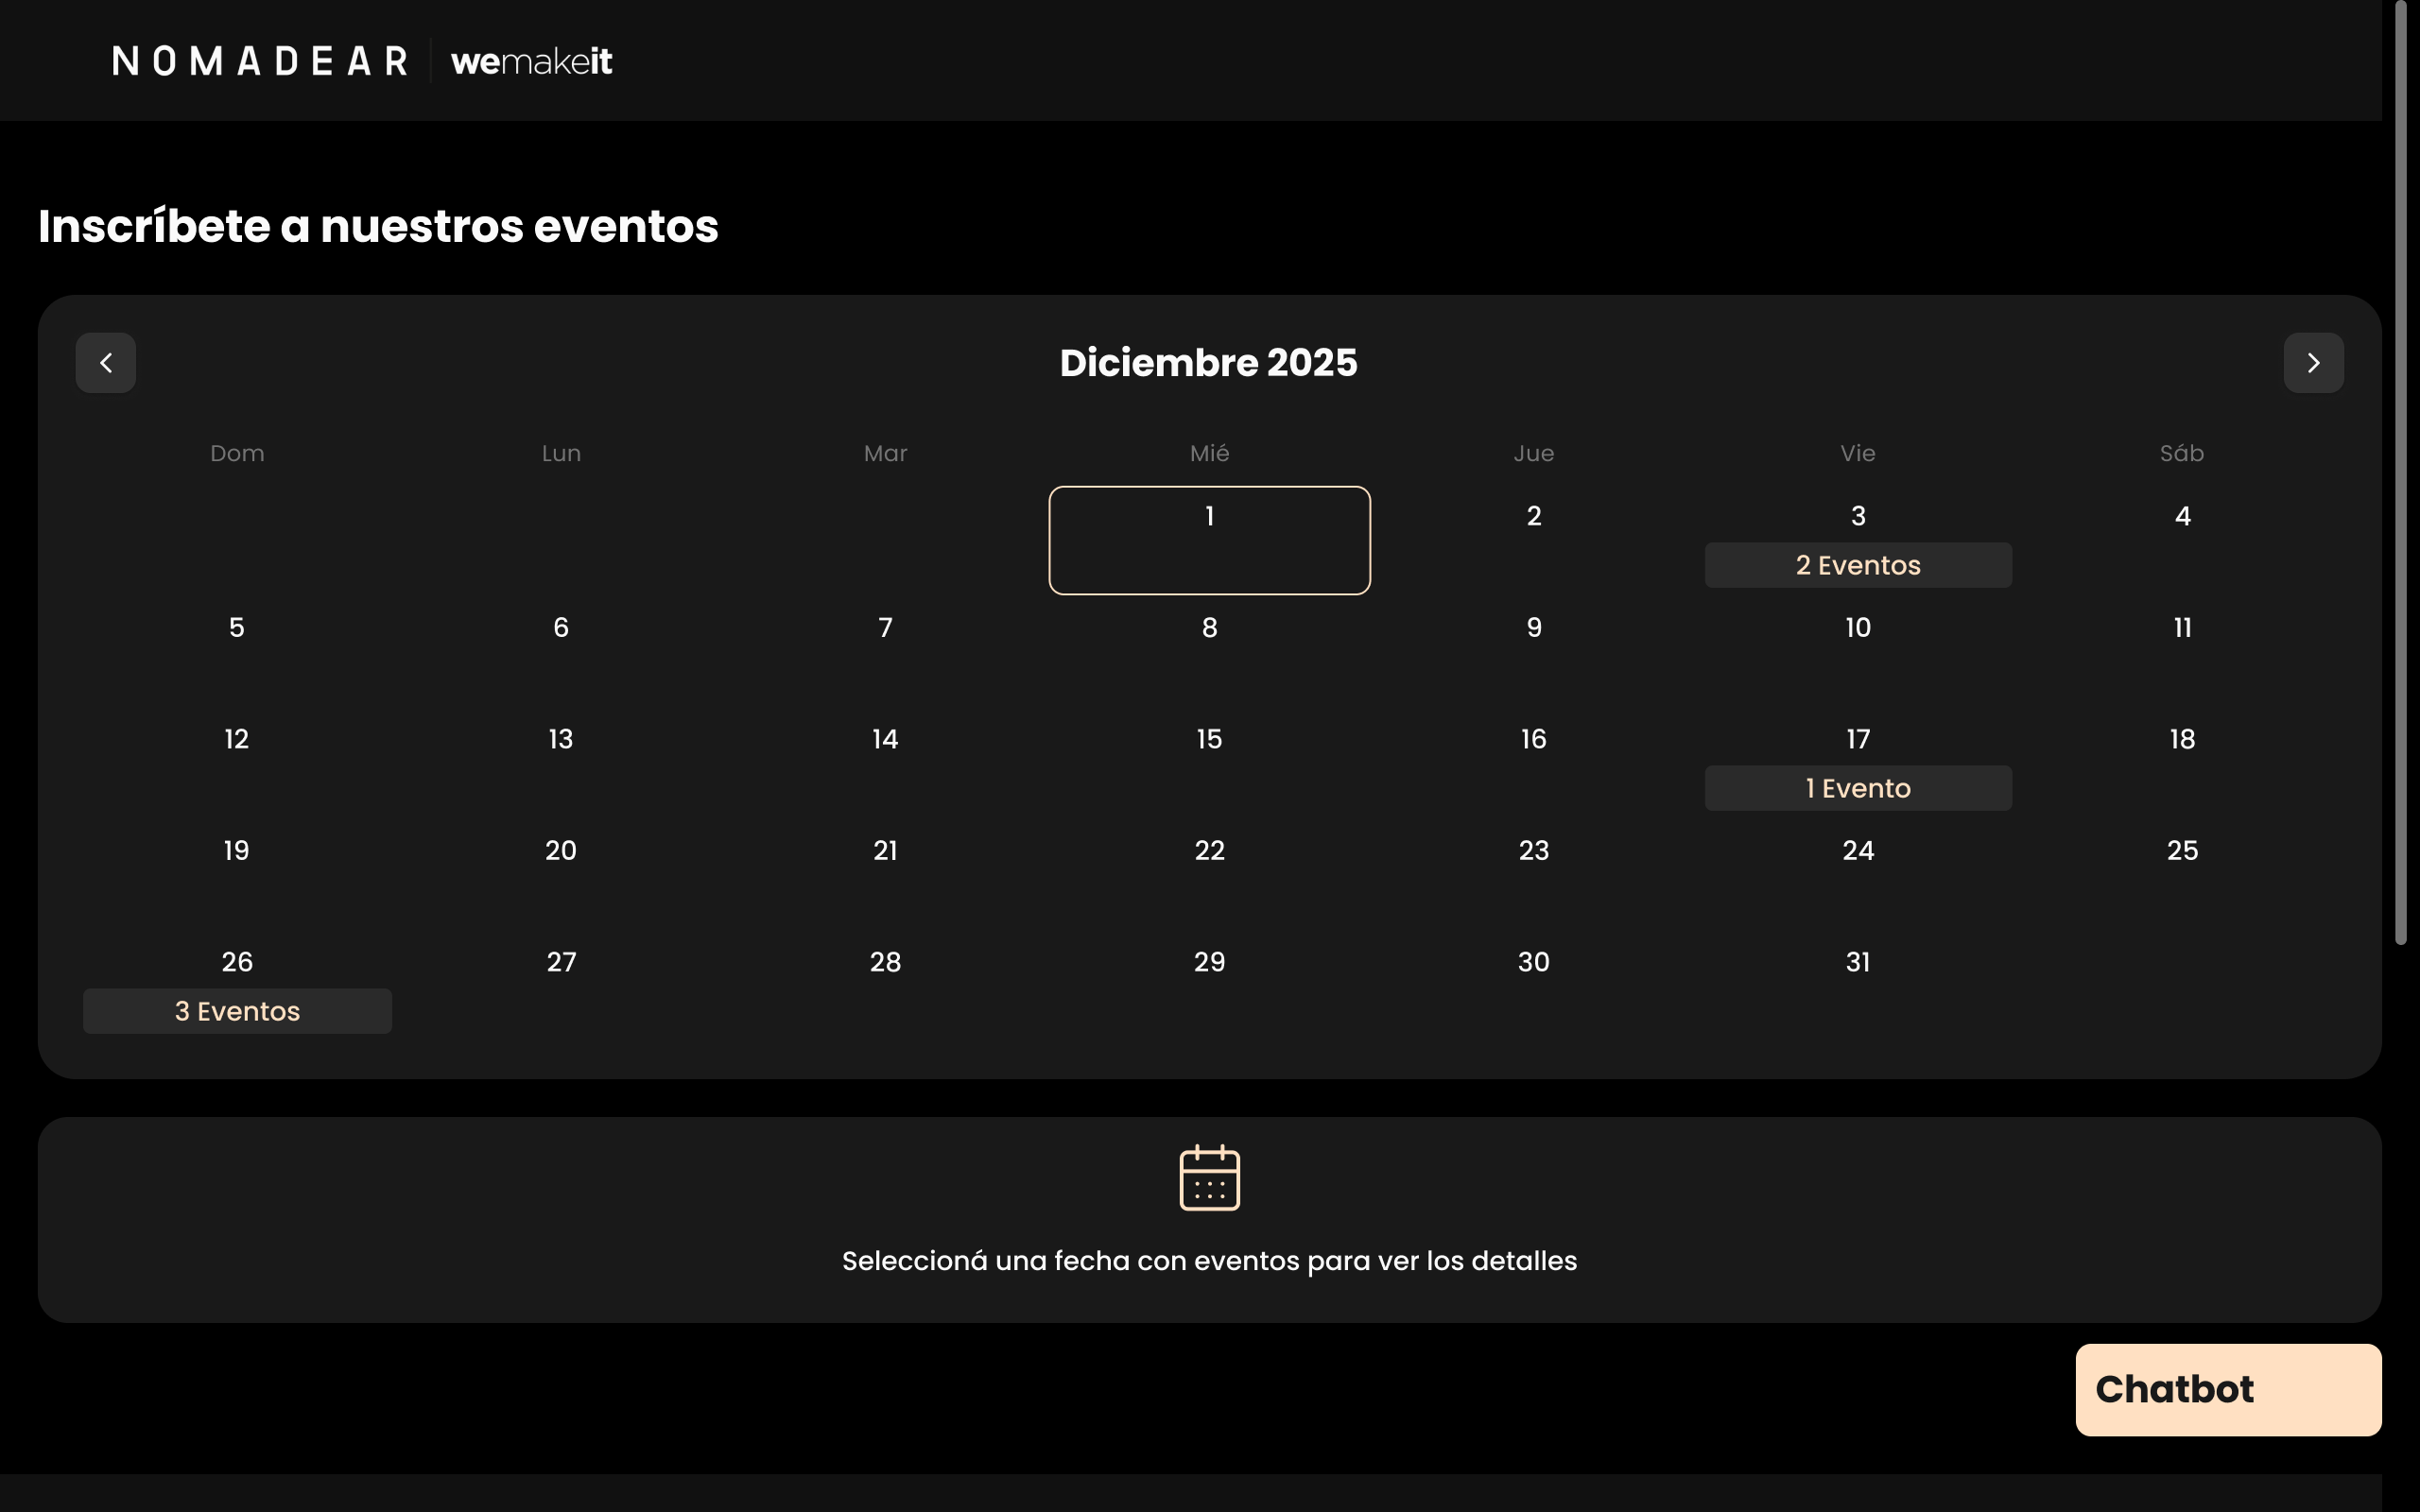 NOMADEAR wemakeit
Inscríbete a nuestros eventos
Diciembre 2025
Dom Lun Mar Mié Jue Vie Sáb
1 2 3 4
2 Eventos
5 6 7 8 9 10 11
12 13 14 15 16 17 18
1 Evento
19 20 21 22 23 24 25
26 27 28 29 30 31
3 Eventos
Seleccioná una fecha con eventos para ver los detalles
Chatbot